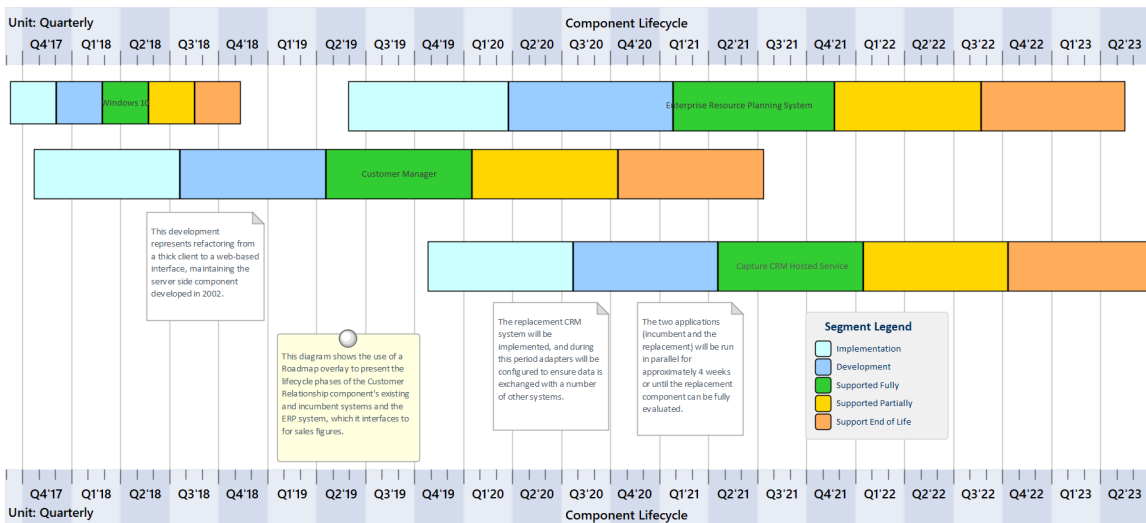 Unit: Quarterly Component Lifecycle
Q4'17 Q1'18 Q2'18 Q3'18 Q4'18 Q1'19 Q2'19 Q3'19 Q4'19 Q1'20 Q2'20 Q3'20 Q4'20 Q1'21 Q2'21 Q3'21 Q4'21 Q1'22 Q2'22 Q3'22 Q4'22 Q1'23 Q2'23
Windows 10
Enterprise Resource Planning System
Customer Manager
This development
represents refactoring from
a thick client to a web-based
interface, maintaining the
server side component
developed in 2002.
Capture CRM Hosted Service
This diagram shows the use of a
Roadmap overlay to present the
lifecycle phases of the Customer
Relationship component's existing
and incumbent systems and the
ERP system, which it interfaces to
for sales figures.
The replacement CRM
system will be
implemented, and during
this period adapters will be
configured to ensure data is
exchanged with a number
of other systems.
The two applications
(incumbent and the
replacement) will be run
in parallel for
approximately 4 weeks
or until the replacement
component can be fully
evaluated.
Segment Legend
Implementation
Development
Supported Fully
Supported Partially
Support End of Life
Q4'17 Q1'18 Q2'18 Q3'18 Q4'18 Q1'19 Q2'19 Q3'19 Q4'19 Q1'20 Q2'20 Q3'20 Q4'20 Q1'21 Q2'21 Q3'21 Q4'21 Q1'22 Q2'22 Q3'22 Q4'22 Q1'23 Q2'23
Unit: Quarterly Component Lifecycle